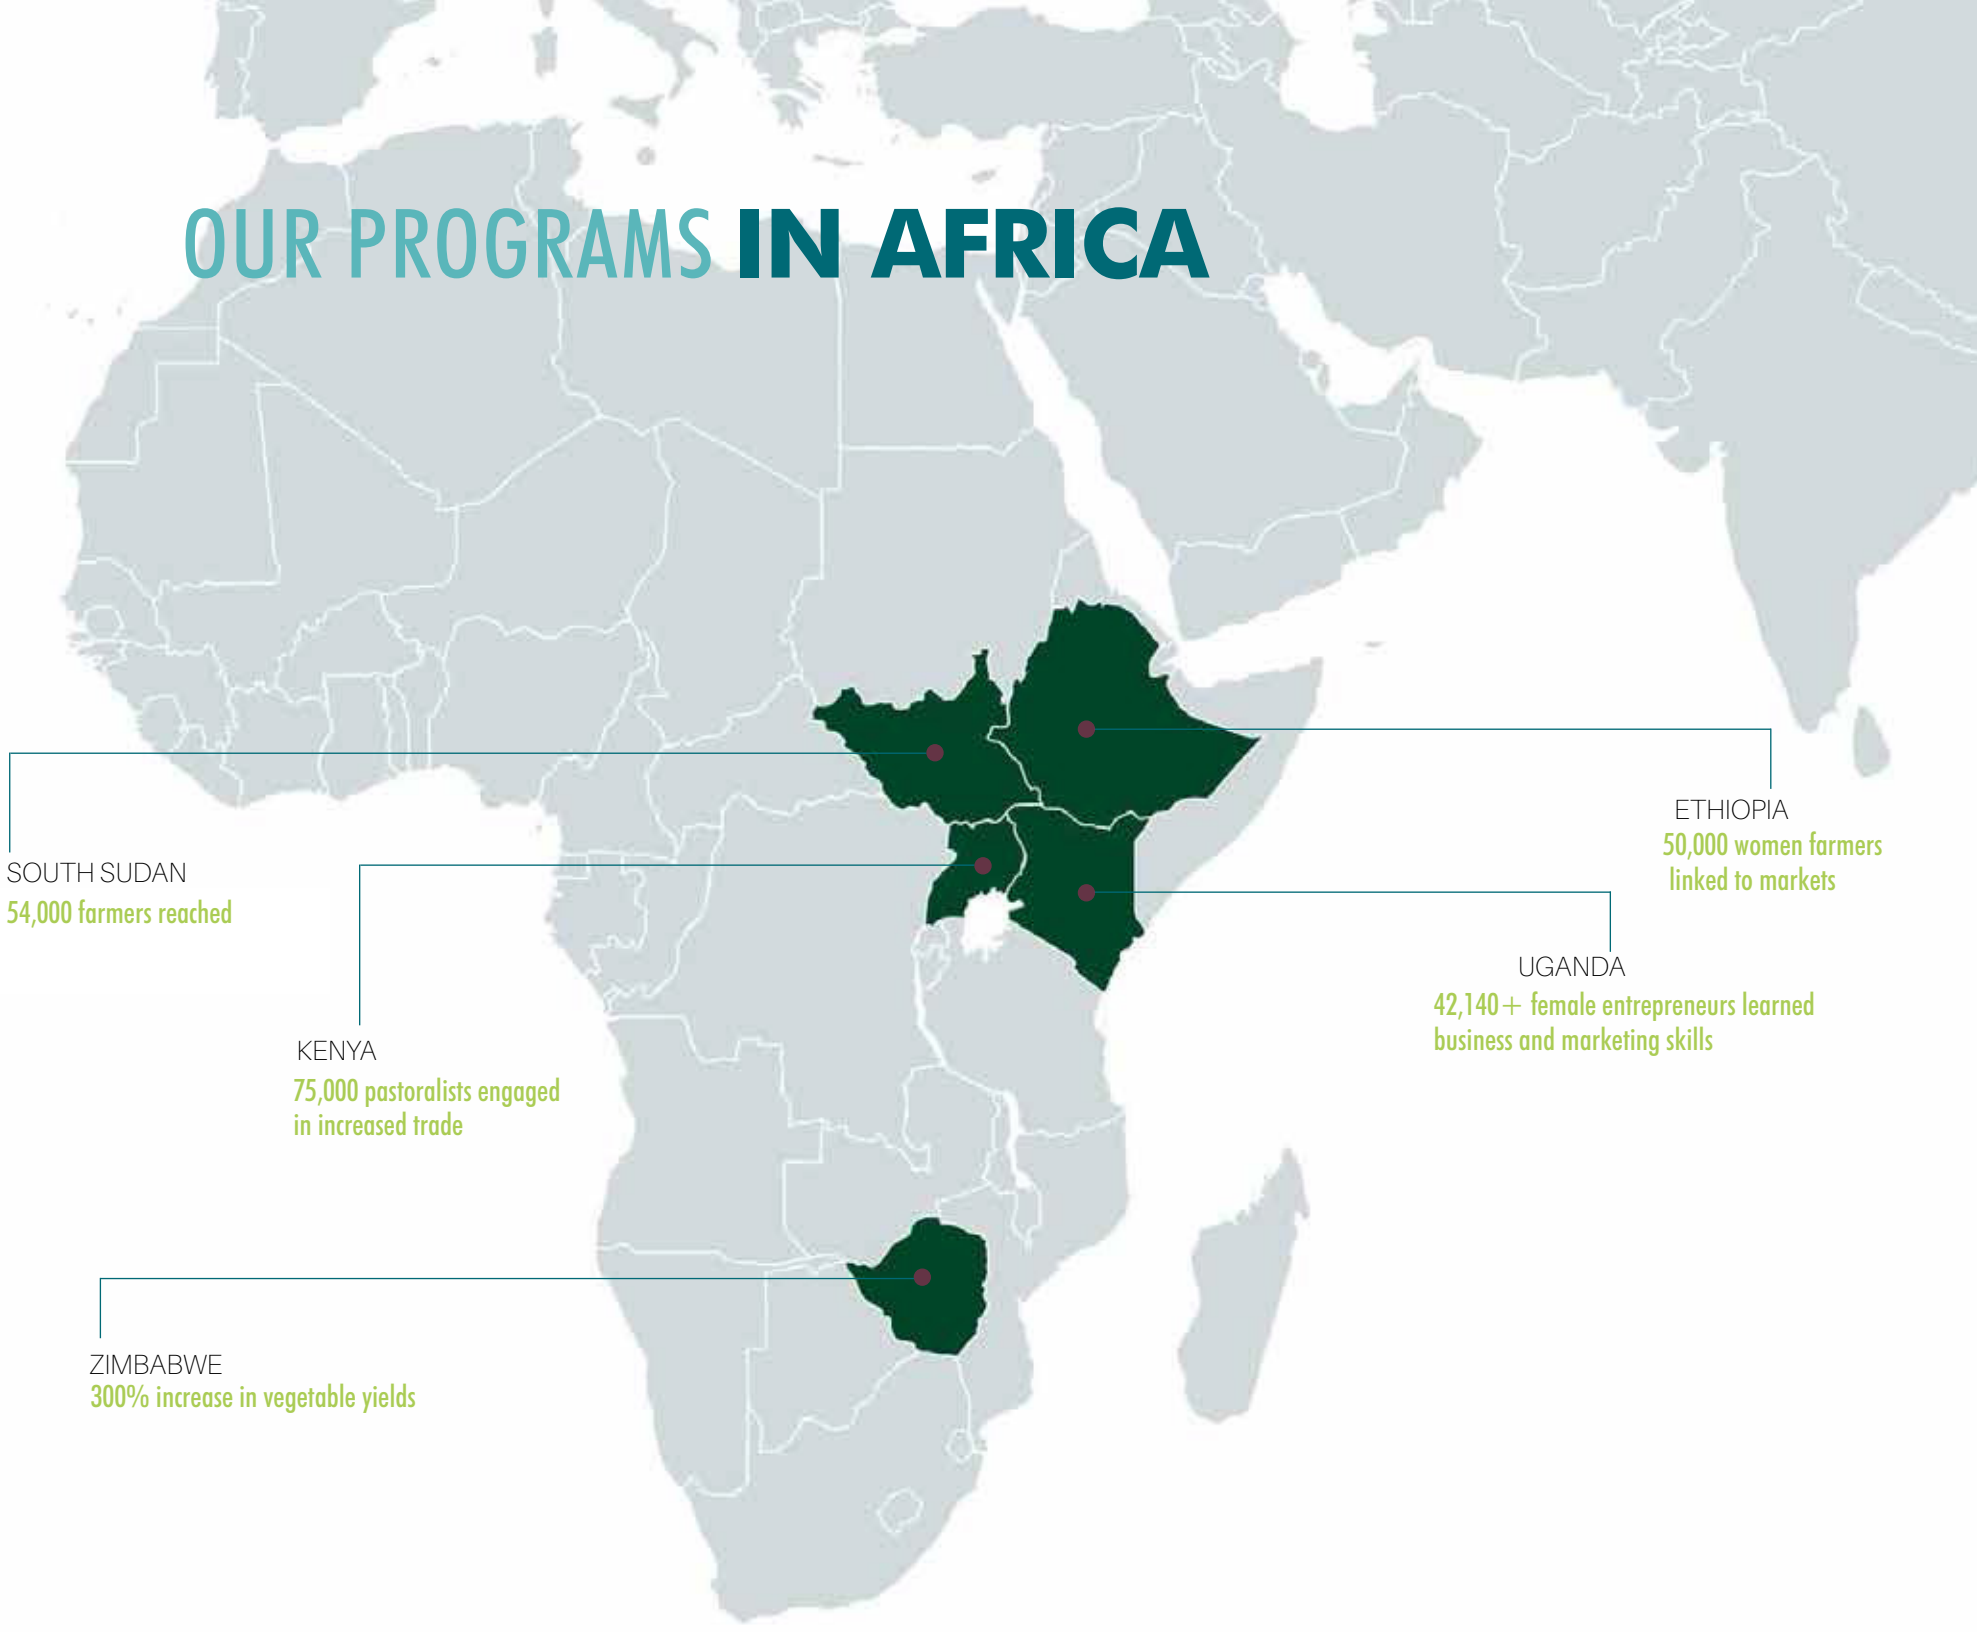 OUR PROGRAMS IN AFRICA
SOUTH SUDAN
54,000 farmers reached
KENYA
75,000 pastoralists engaged
in increased trade
ZIMBABWE
300% increase in vegetable yields
ETHIOPIA
50,000 women farmers
linked to markets
UGANDA
42,140+ female entrepreneurs learned
business and marketing skills